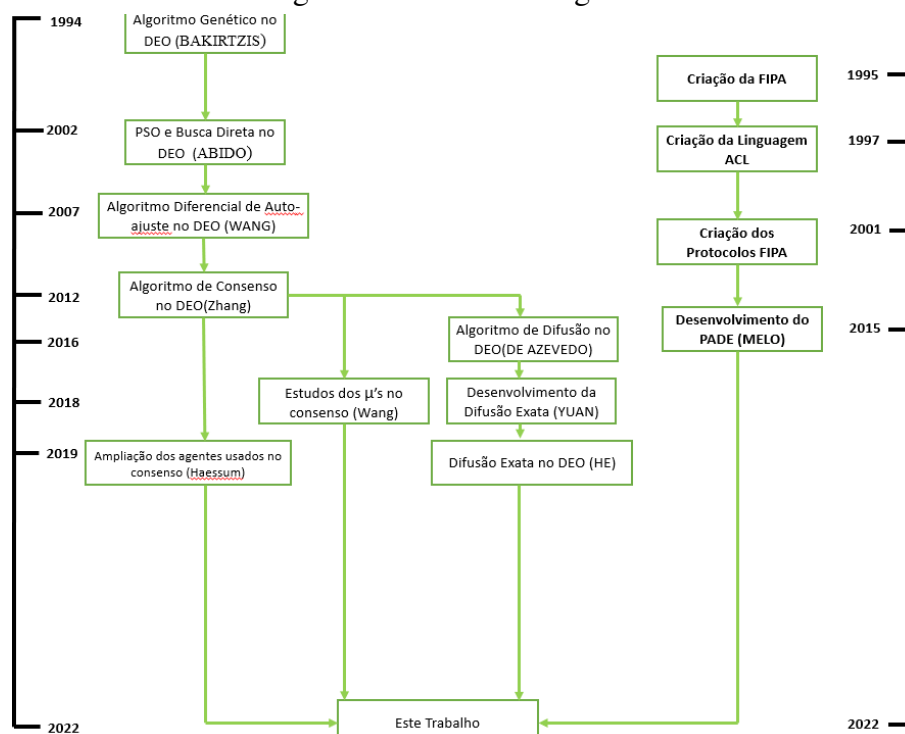 1994
Algoritmo Genético no
DEO (BAKIRTZIS)
Criação da FIPA
1995
2002
PSO e Busca Direta no
DEO (ABIDO)
Criação da Linguagem
ACL
1997
2007
Algoritmo Diferencial de Auto-
ajuste no DEO (WANG)
Criação dos
Protocolos FIPA
2001
2012
Algoritmo de Consenso
no DEO(Zhang)
2016
Algoritmo de Difusão no
DEO(DE AZEVEDO)
Desenvolvimento do
PADE (MELO)
2015
2018
Estudos dos μ's no
consenso (Wang)
Desenvolvimento da
Difusão Exata (YUAN)
2019
Ampliação dos agentes usados no
consenso (Haessum)
Difusão Exata no DEO (HE)
2022
Este Trabalho
2022